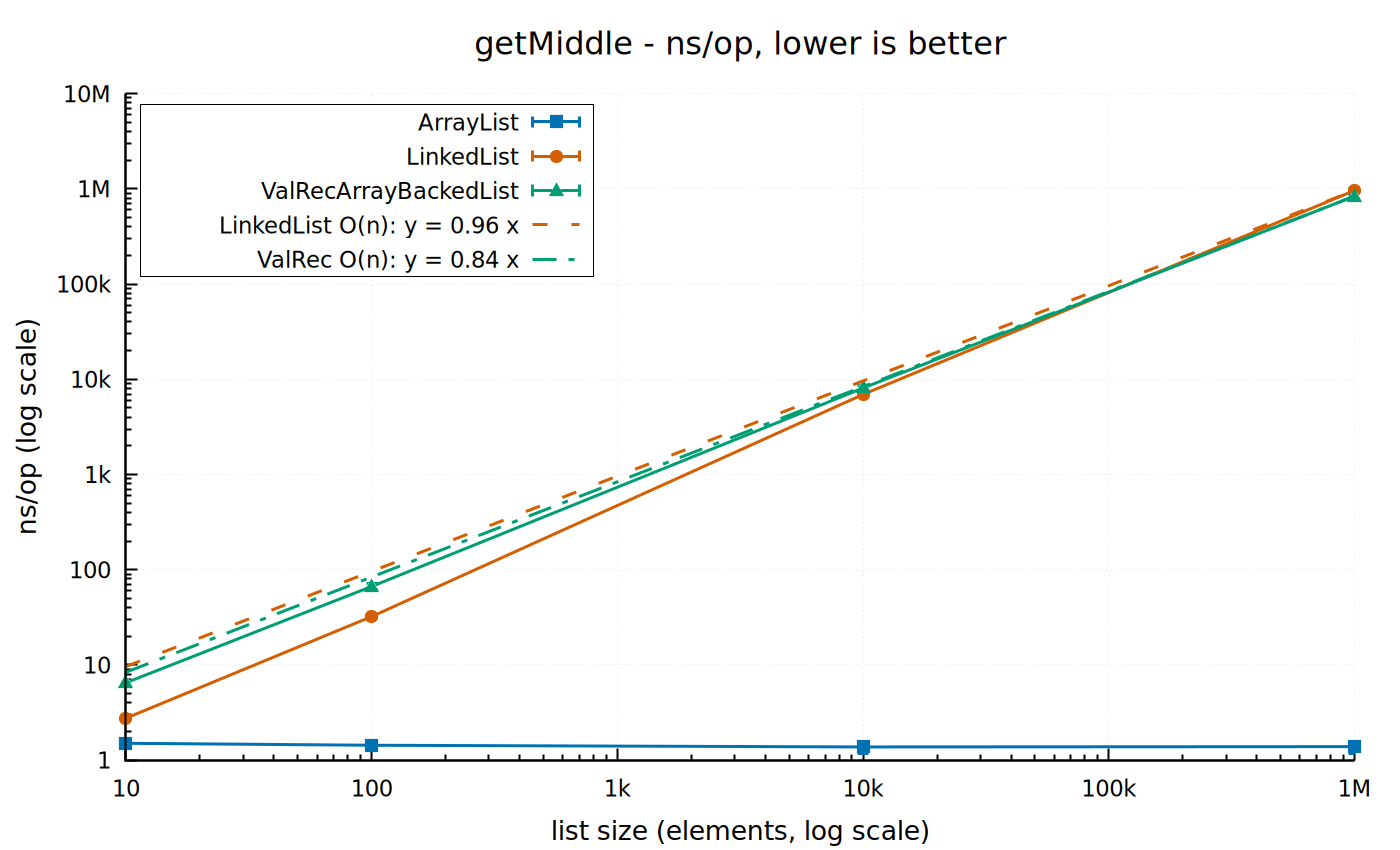 getMiddle - ns/op, lower is better
ArrayList
LinkedList
ValRecArrayBackedList
LinkedList O(n): y = 0.96 x
ValRec O(n): y = 0.84 x
ns/op (log scale)
10M
1M
100k
10k
1k
100
10
1
10 100 1k 10k 100k 1M
list size (elements, log scale)